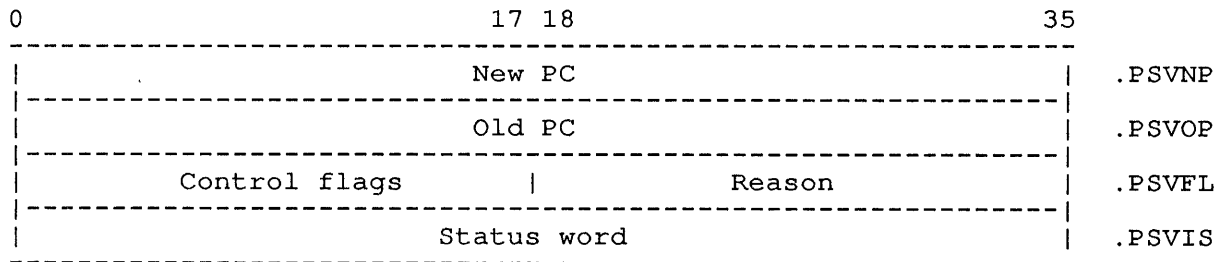 0 17 18 35
New PC .PSVNP
Old PC .PSVOP
Control flags | Reason .PSVFL
Status word .PSVIS